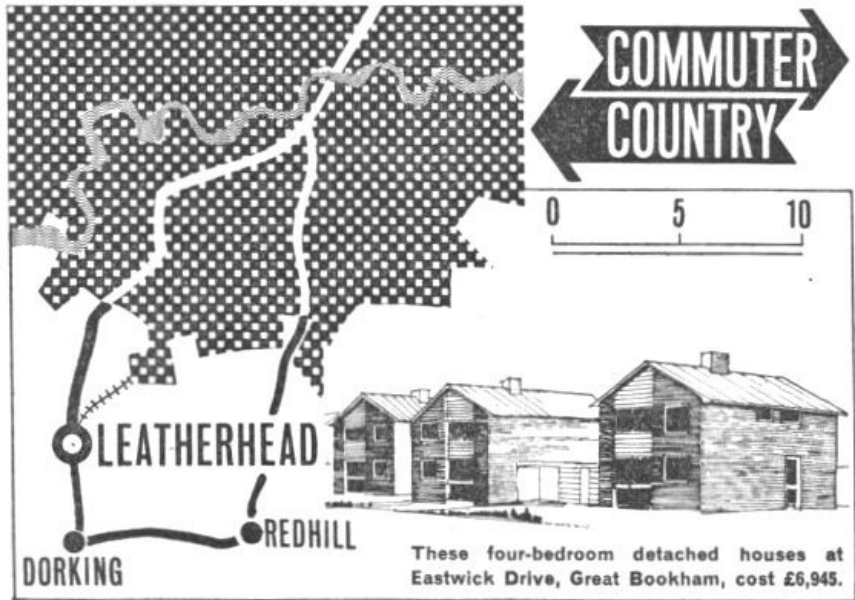 COMMUTER
COUNTRY
0 5 10
LEATHERHEAD
REDHILL
DORKING
These four-bedroom detached houses at
Eastwick Drive, Great Bookham, cost £6,945.